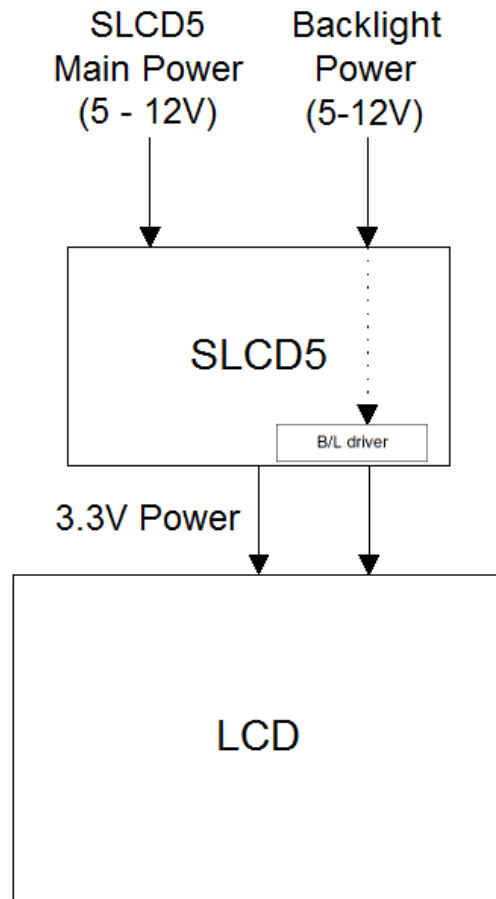 SLCD5
Main Power
(5 - 12V)
Backlight
Power
(5-12V)
SLCD5
B/L driver
3.3V Power
LCD